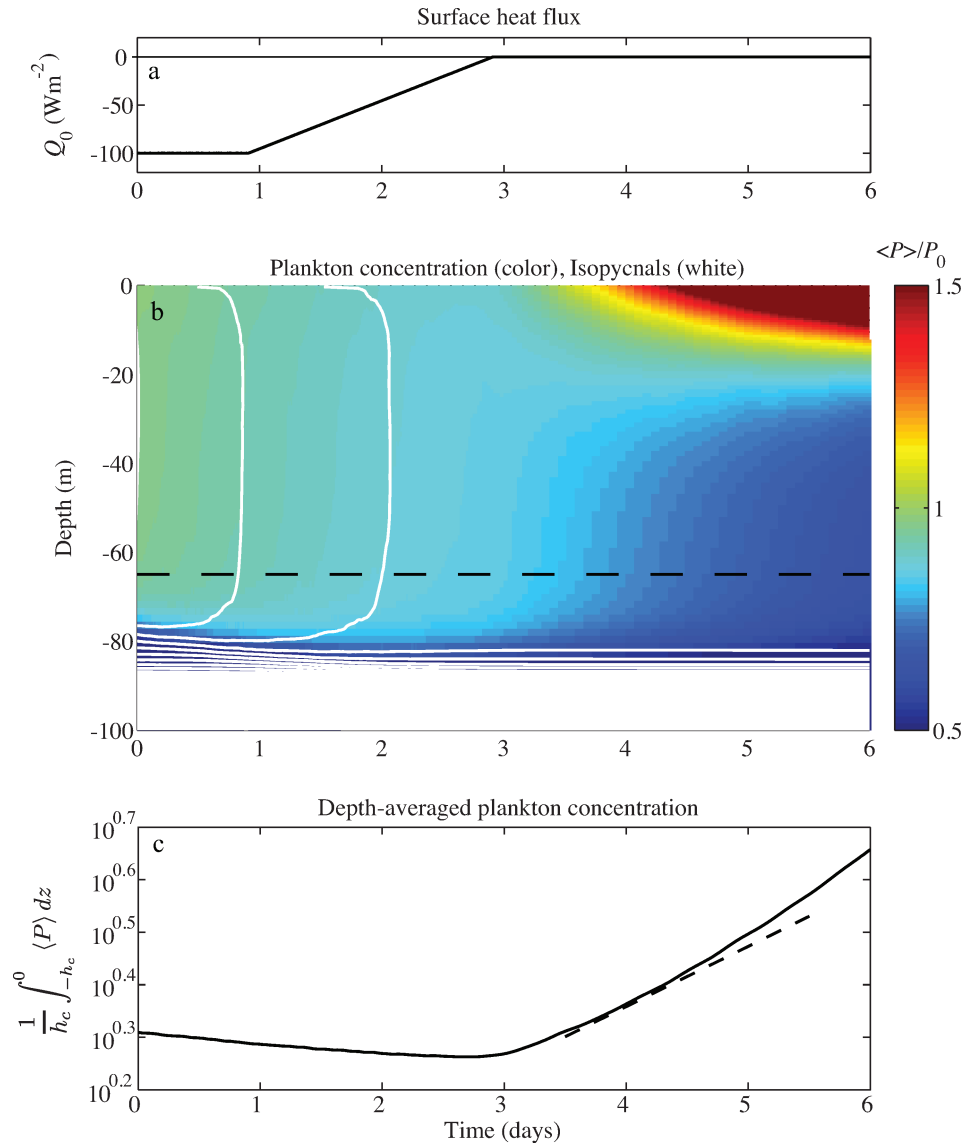 Surface heat flux
a
Q₀ (Wm⁻²)
0
-50
-100
0 1 2 3 4 5 6
<P>/P₀
Plankton concentration (color), Isopycnals (white)
b
Depth (m)
0
-20
-40
-60
-80
-100
0 1 2 3 4 5 6
1.5
1
0.5
Depth-averaged plankton concentration
c
1/h_c ∫_{-h_c}^{0} ⟨P⟩ dz
10^0.7
10^0.6
10^0.5
10^0.4
10^0.3
10^0.2
0 1 2 3 4 5 6
Time (days)